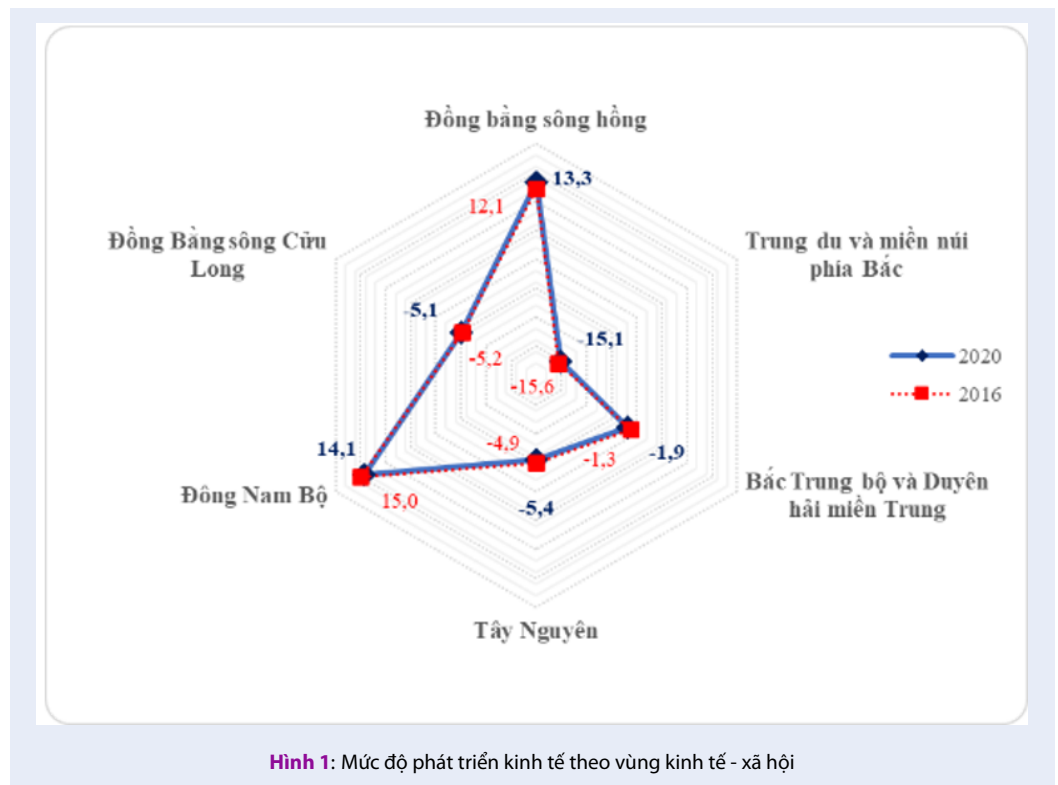 Đồng bằng sông hồng
13,3
12,1
Đồng Bằng sông Cửu
Long
Trung du và miền núi
phía Bắc
-5,1
-15,1
-5,2
2020
-15,6
2016
-4,9
-1,3
14,1
-1,9
Đông Nam Bộ
15,0
-5,4
Bắc Trung bộ và Duyên
hải miền Trung
Tây Nguyên
Hình 1: Mức độ phát triển kinh tế theo vùng kinh tế - xã hội